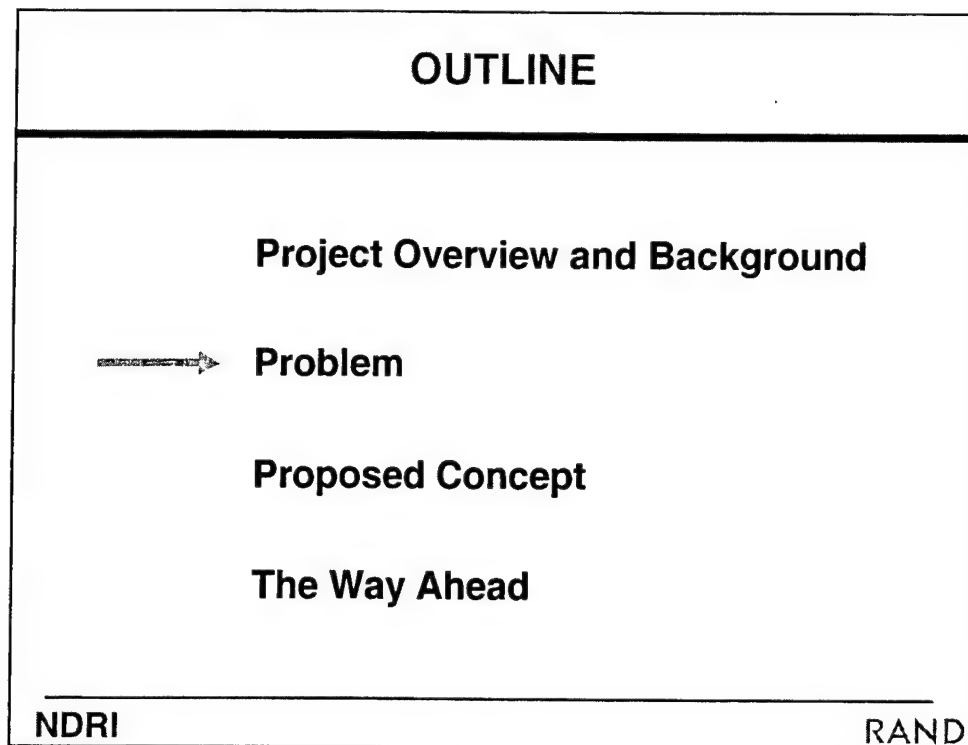 OUTLINE
Project Overview and Background
Problem
Proposed Concept
The Way Ahead
NDRI
RAND